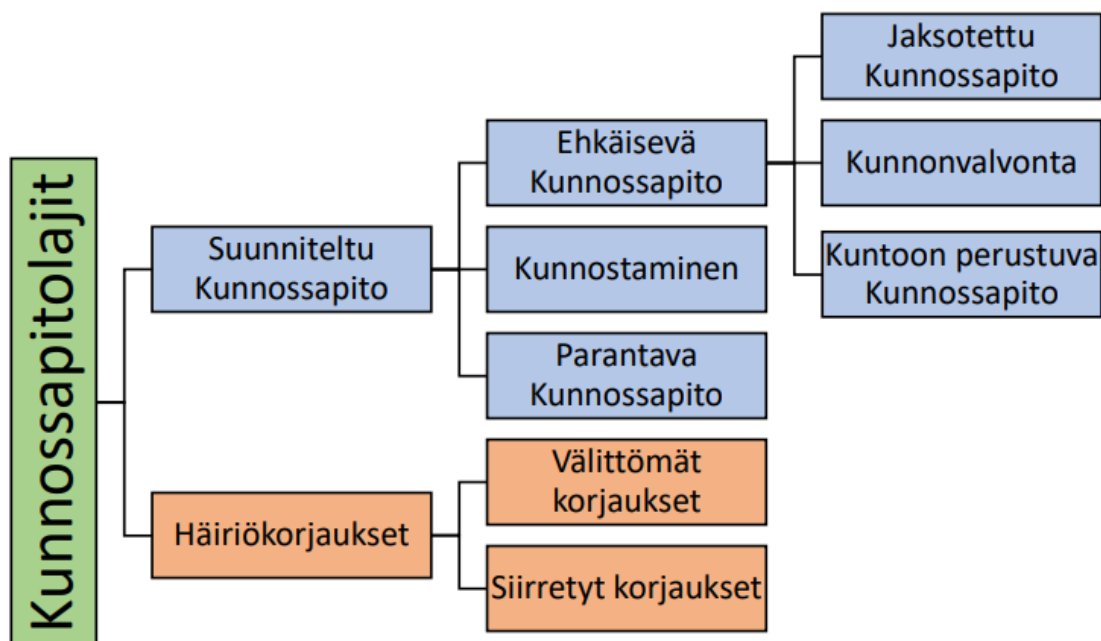 Kunnossapitolajit
Suunniteltu
Kunnossapito
Ehkäisevä
Kunnossapito
Jaksotettu
Kunnossapito
Kunnonvalvonta
Kuntoon perustuva
Kunnossapito
Kunnostaminen
Parantava
Kunnossapito
Häiriökorjaukset
Välittömät
korjaukset
Siirretyt korjaukset